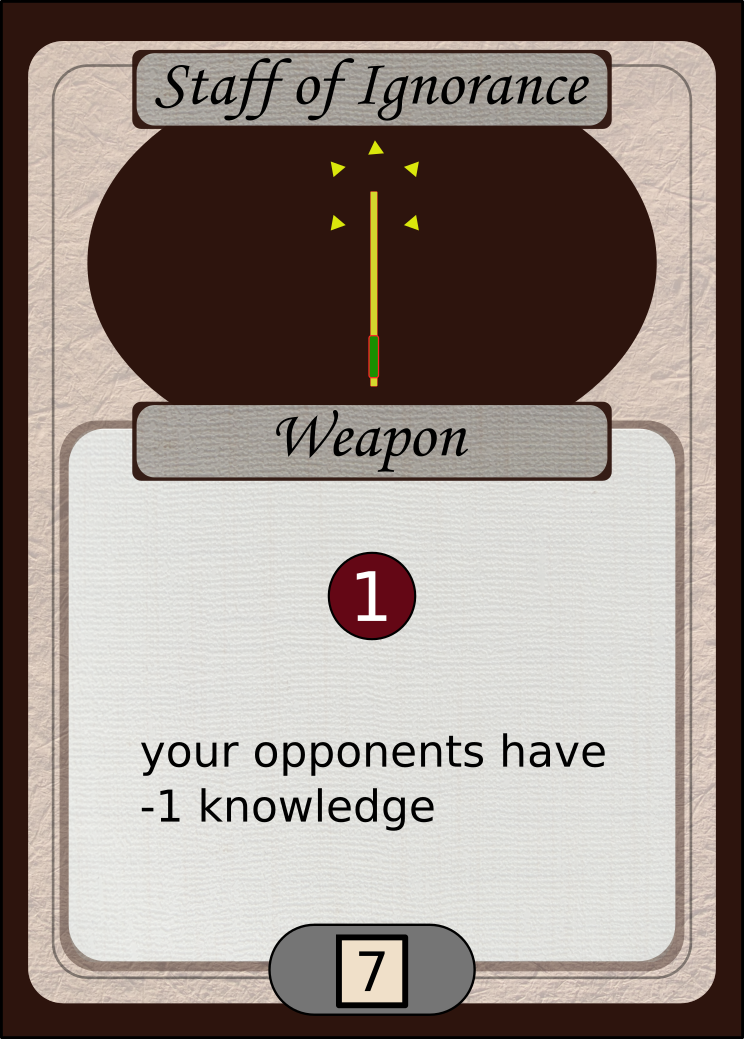 Staff of Ignorance
Weapon
1
your opponents have
-1 knowledge
7